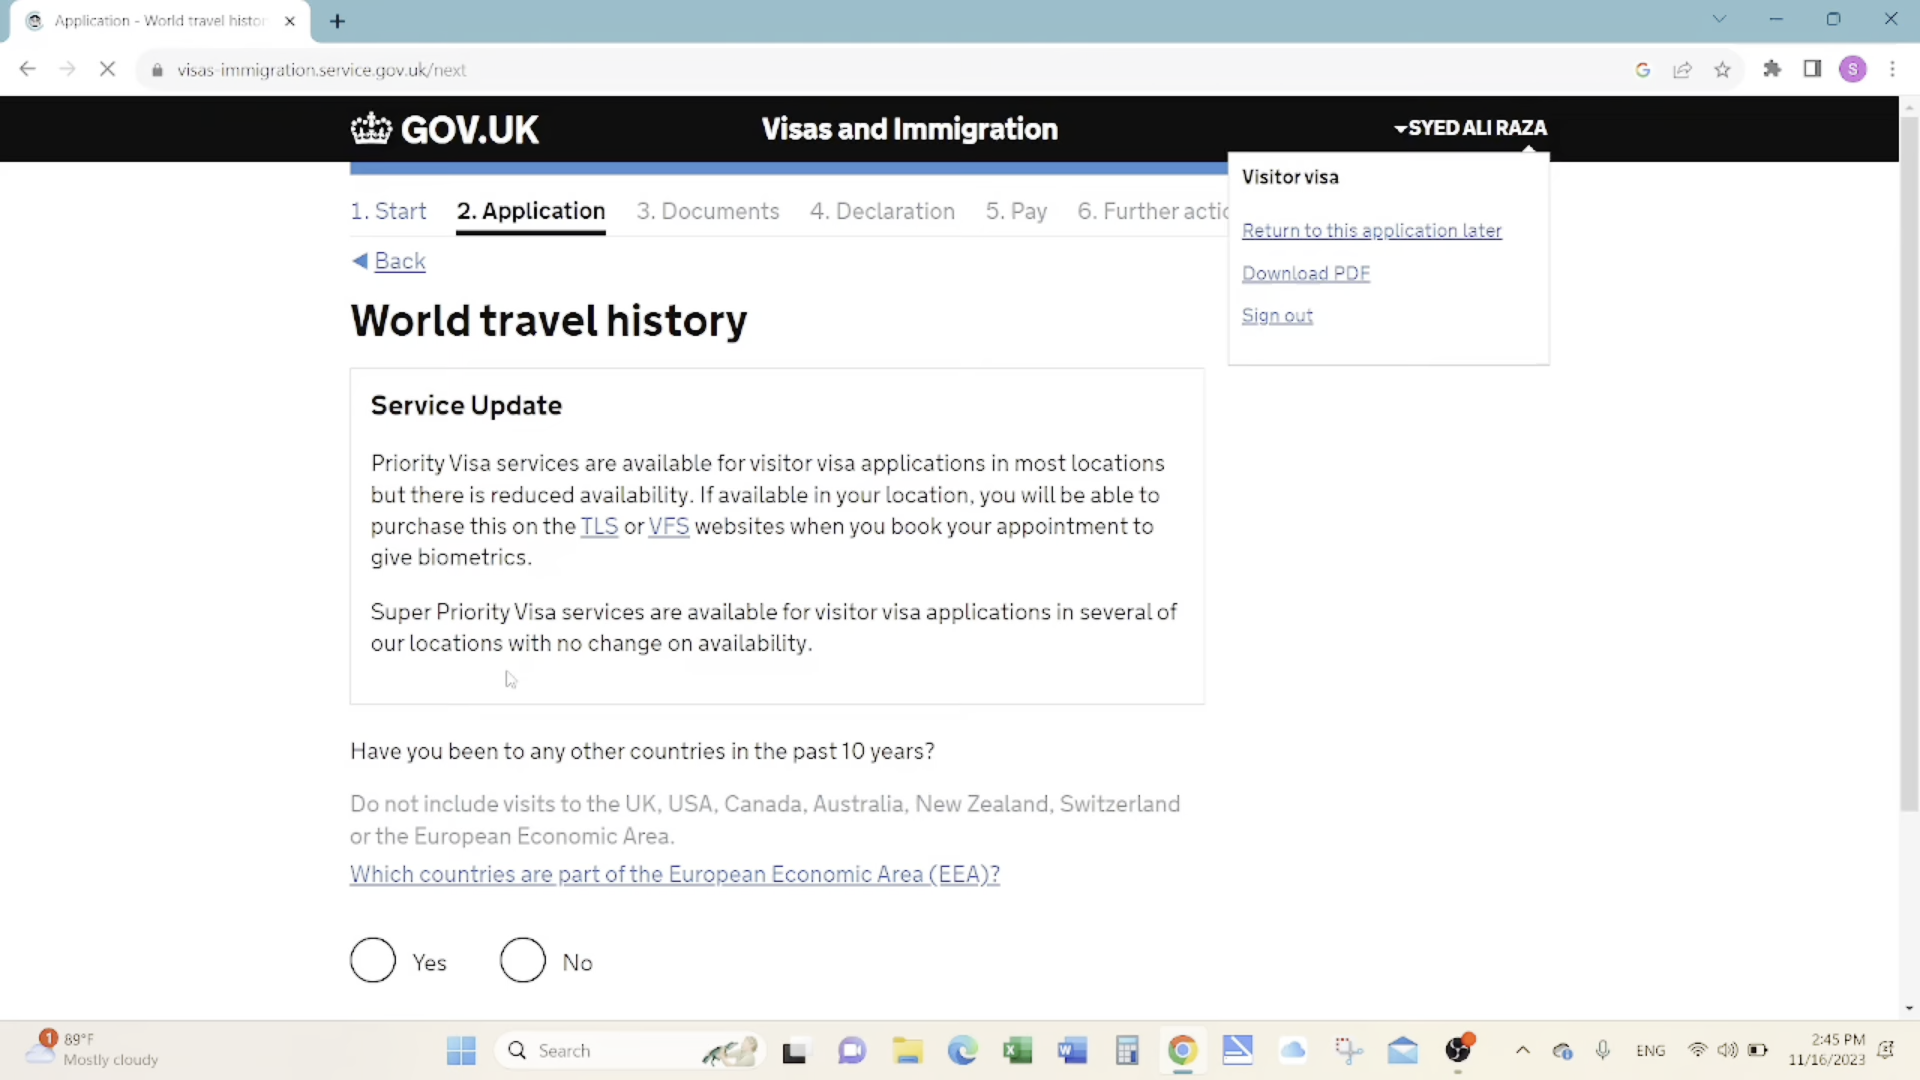 Application - World travel histor
visas-immigration.service.gov.uk/next
S
GOV.UK
Visas and Immigration
SYED ALI RAZA
Visitor visa
Return to this application later
Download PDF
Sign out
1. Start 2. Application 3. Documents 4. Declaration 5. Pay 6. Further actio
Back
World travel history
Service Update
Priority Visa services are available for visitor visa applications in most locations
but there is reduced availability. If available in your location, you will be able to
purchase this on the TLS or VFS websites when you book your appointment to
give biometrics.
Super Priority Visa services are available for visitor visa applications in several of
our locations with no change on availability.
Have you been to any other countries in the past 10 years?
Do not include visits to the UK, USA, Canada, Australia, New Zealand, Switzerland
or the European Economic Area.
Which countries are part of the European Economic Area (EEA)?
Yes No
1
89°F
Mostly cloudy
Search
ENG
2:45 PM
11/16/2023